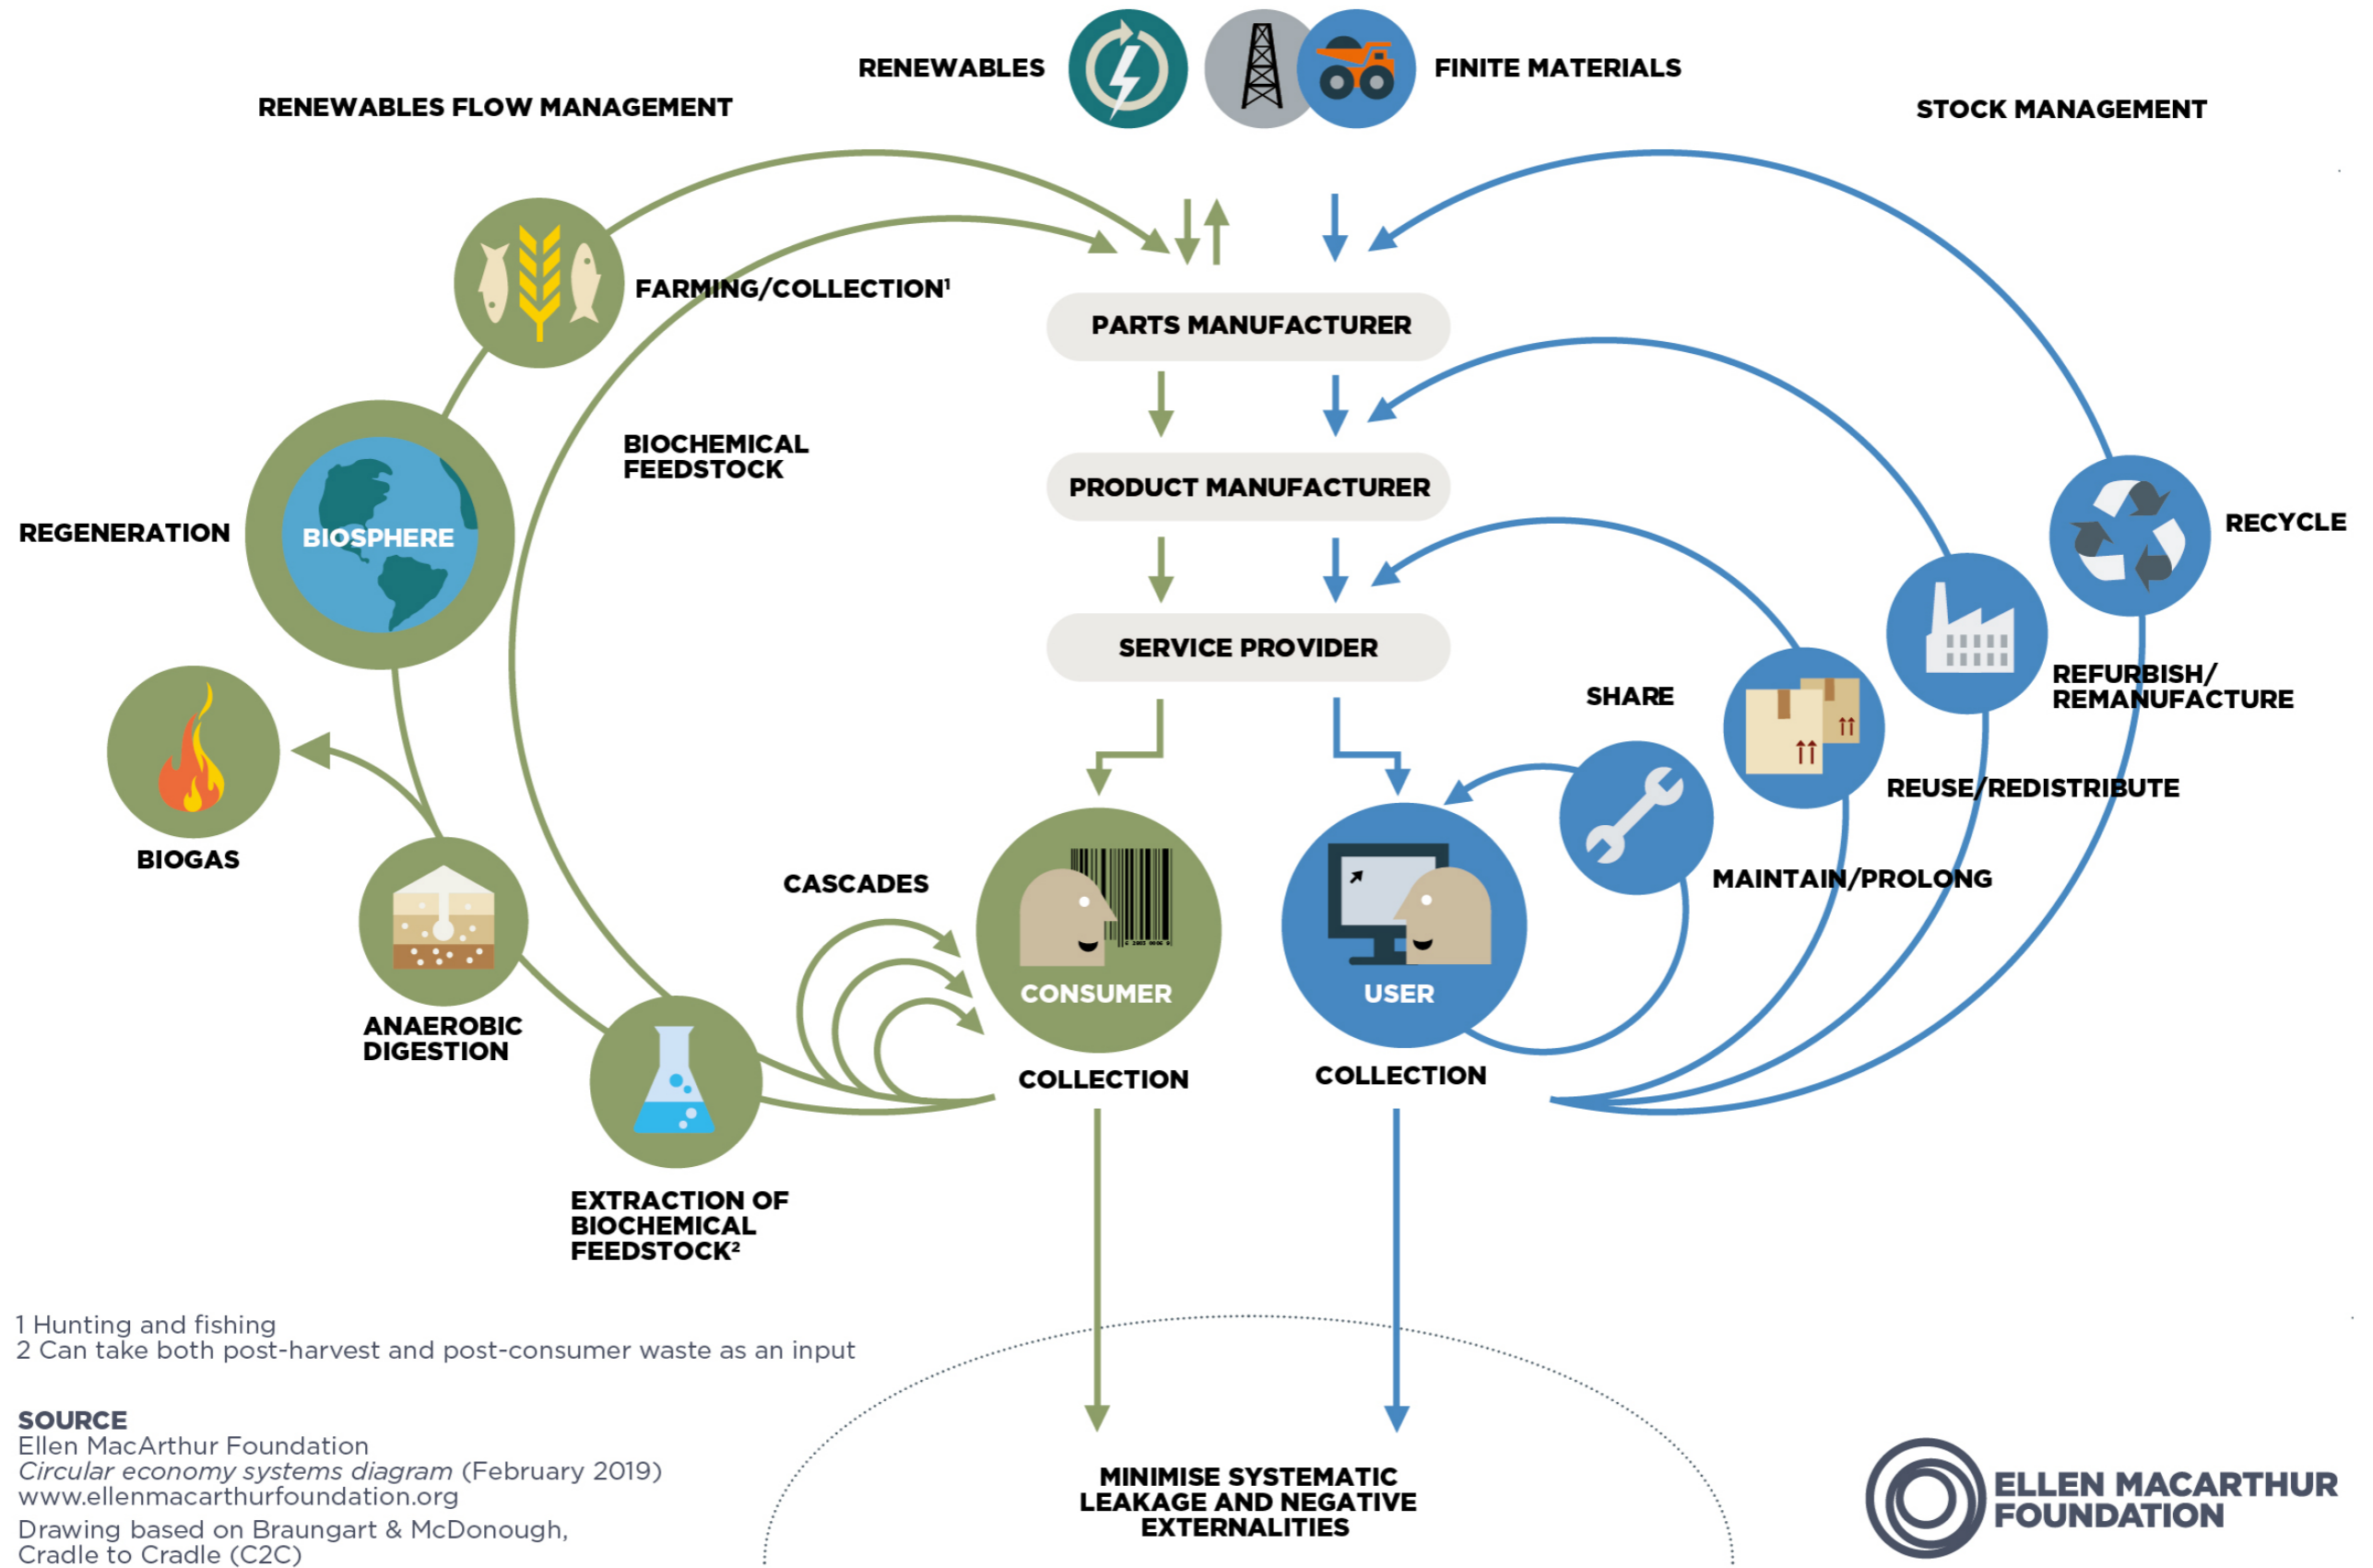 RENEWABLES
FINITE MATERIALS
RENEWABLES FLOW MANAGEMENT
STOCK MANAGEMENT
FARMING/COLLECTION¹
PARTS MANUFACTURER
BIOCHEMICAL
FEEDSTOCK
PRODUCT MANUFACTURER
REGENERATION
BIOSPHERE
RECYCLE
SERVICE PROVIDER
SHARE
REFURBISH/
REMANUFACTURE
REUSE/REDISTRIBUTE
BIOGAS
CASCADES
MAINTAIN/PROLONG
CONSUMER
USER
ANAEROBIC
DIGESTION
COLLECTION
COLLECTION
EXTRACTION OF
BIOCHEMICAL
FEEDSTOCK²
1 Hunting and fishing
2 Can take both post-harvest and post-consumer waste as an input
SOURCE
Ellen MacArthur Foundation
Circular economy systems diagram (February 2019)
www.ellenmacarthurfoundation.org
Drawing based on Braungart & McDonough,
Cradle to Cradle (C2C)
MINIMISE SYSTEMATIC
LEAKAGE AND NEGATIVE
EXTERNALITIES
ELLEN MACARTHUR
FOUNDATION